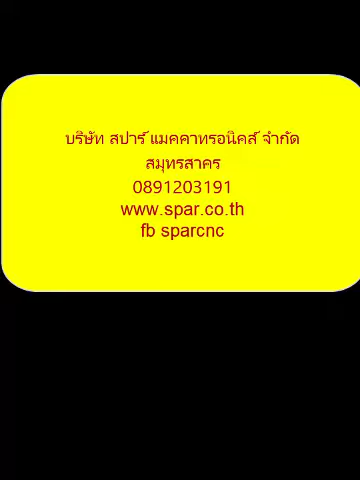 บริษัท สปาร์ แมคคาทรอนิคส์ จำกัด
สมุทรสาคร
0891203191
www.spar.co.th
fb sparcnc